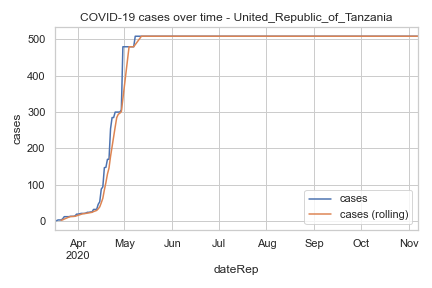 COVID-19 cases over time - United_Republic_of_Tanzania
cases
500
400
300
200
100
0
cases
cases (rolling)
Apr
2020
May
Jun
Jul
Aug
Sep
Oct
Nov
dateRep